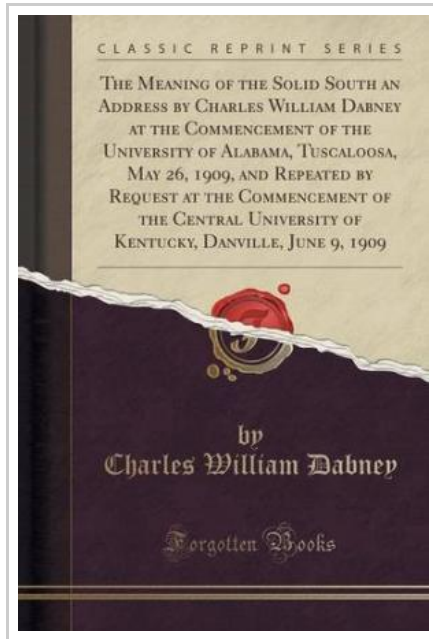 CLASSIC REPRINT SERIES
THE MEANING OF THE SOLID SOUTH AN
ADDRESS BY CHARLES WILLIAM DABNEY
AT THE COMMENCEMENT OF THE
UNIVERSITY OF ALABAMA, TUSCALOOSA,
MAY 26, 1909, AND REPEATED BY
REQUEST AT THE COMMENCEMENT OF
THE CENTRAL UNIVERSITY OF
KENTUCKY, DANVILLE, JUNE 9, 1909
by
Charles William Dabney
Forgotten Books